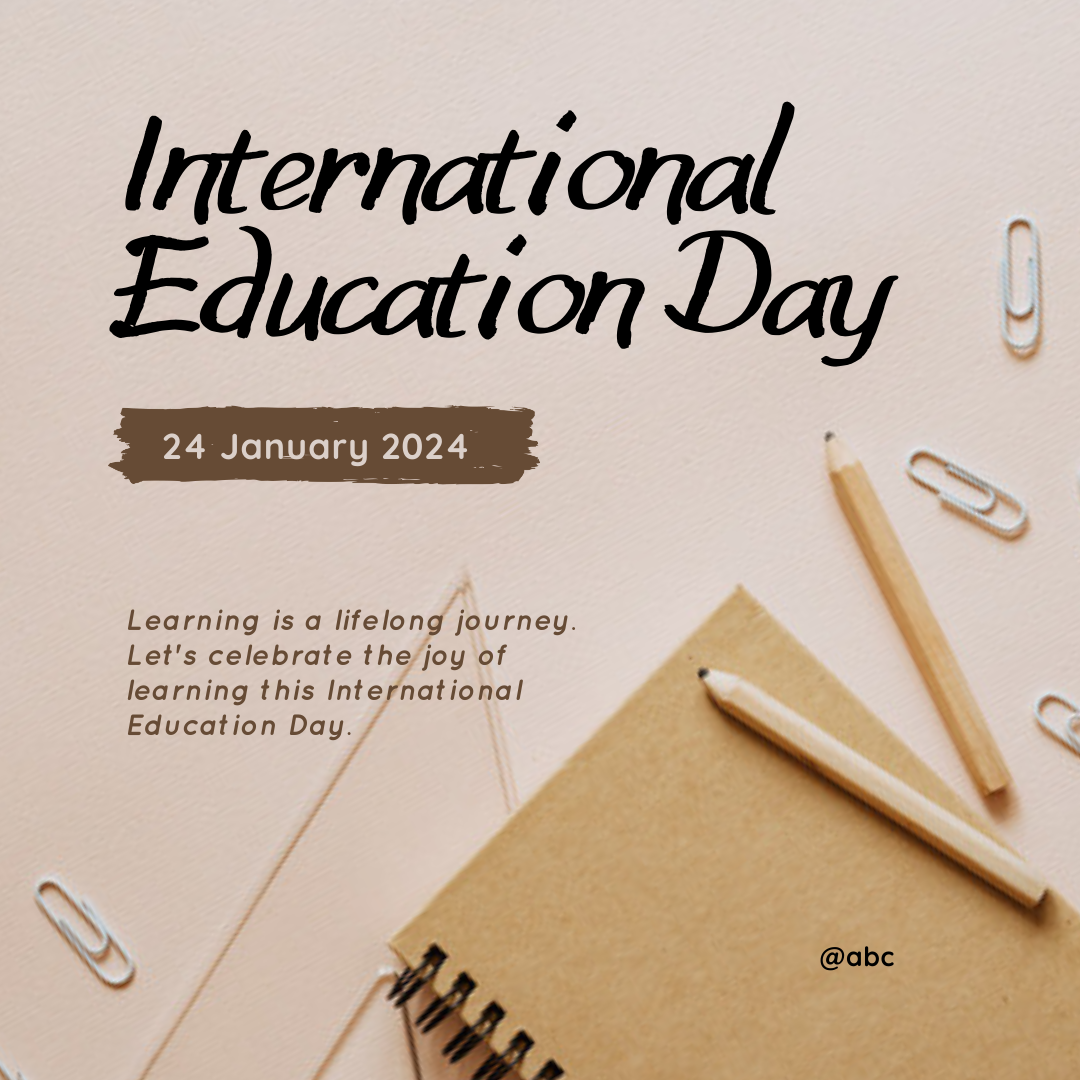 International
Education Day
24 January 2024
Learning is a lifelong journey.
Let's celebrate the joy of
learning this International
Education Day.
@abc